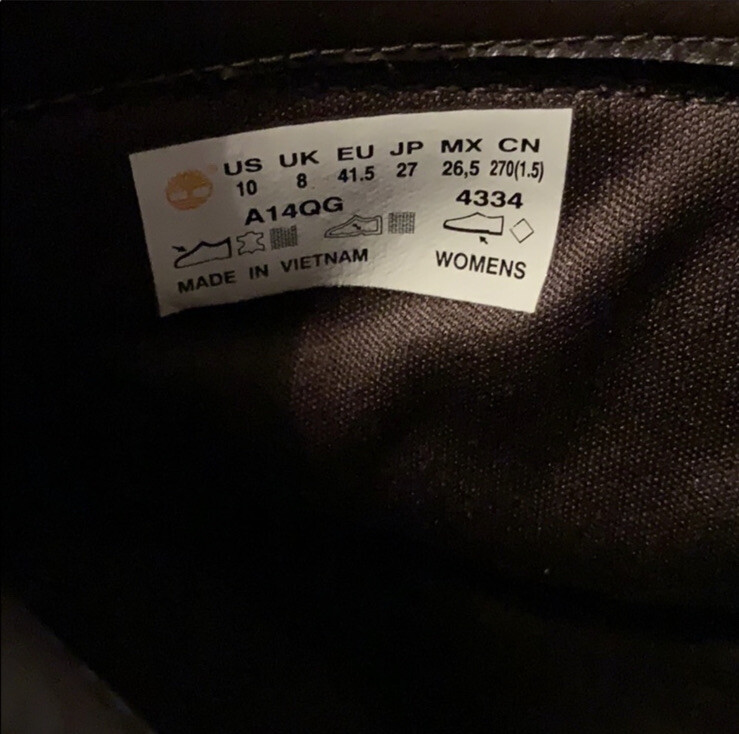 US UK EU JP MX CN
10 8 41.5 27 26,5 270(1.5)
A14QG 4334
MADE IN VIETNAM WOMENS